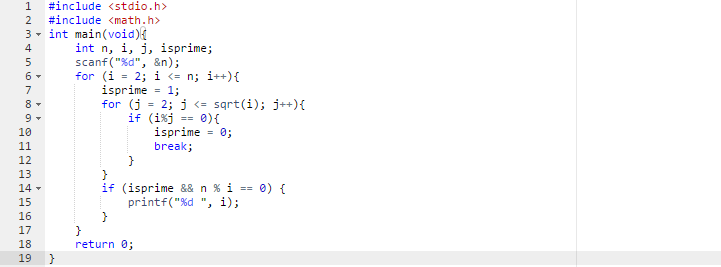 1 #include <stdio.h>
2 #include <math.h>
3 int main(void){
4     int n, i, j, isprime;
5     scanf("%d", &n);
6     for (i = 2; i <= n; i++){
7         isprime = 1;
8         for (j = 2; j <= sqrt(i); j++){
9             if (i%j == 0){
10                 isprime = 0;
11                 break;
12             }
13         }
14         if (isprime && n % i == 0) {
15             printf("%d ", i);
16         }
17     }
18     return 0;
19 }